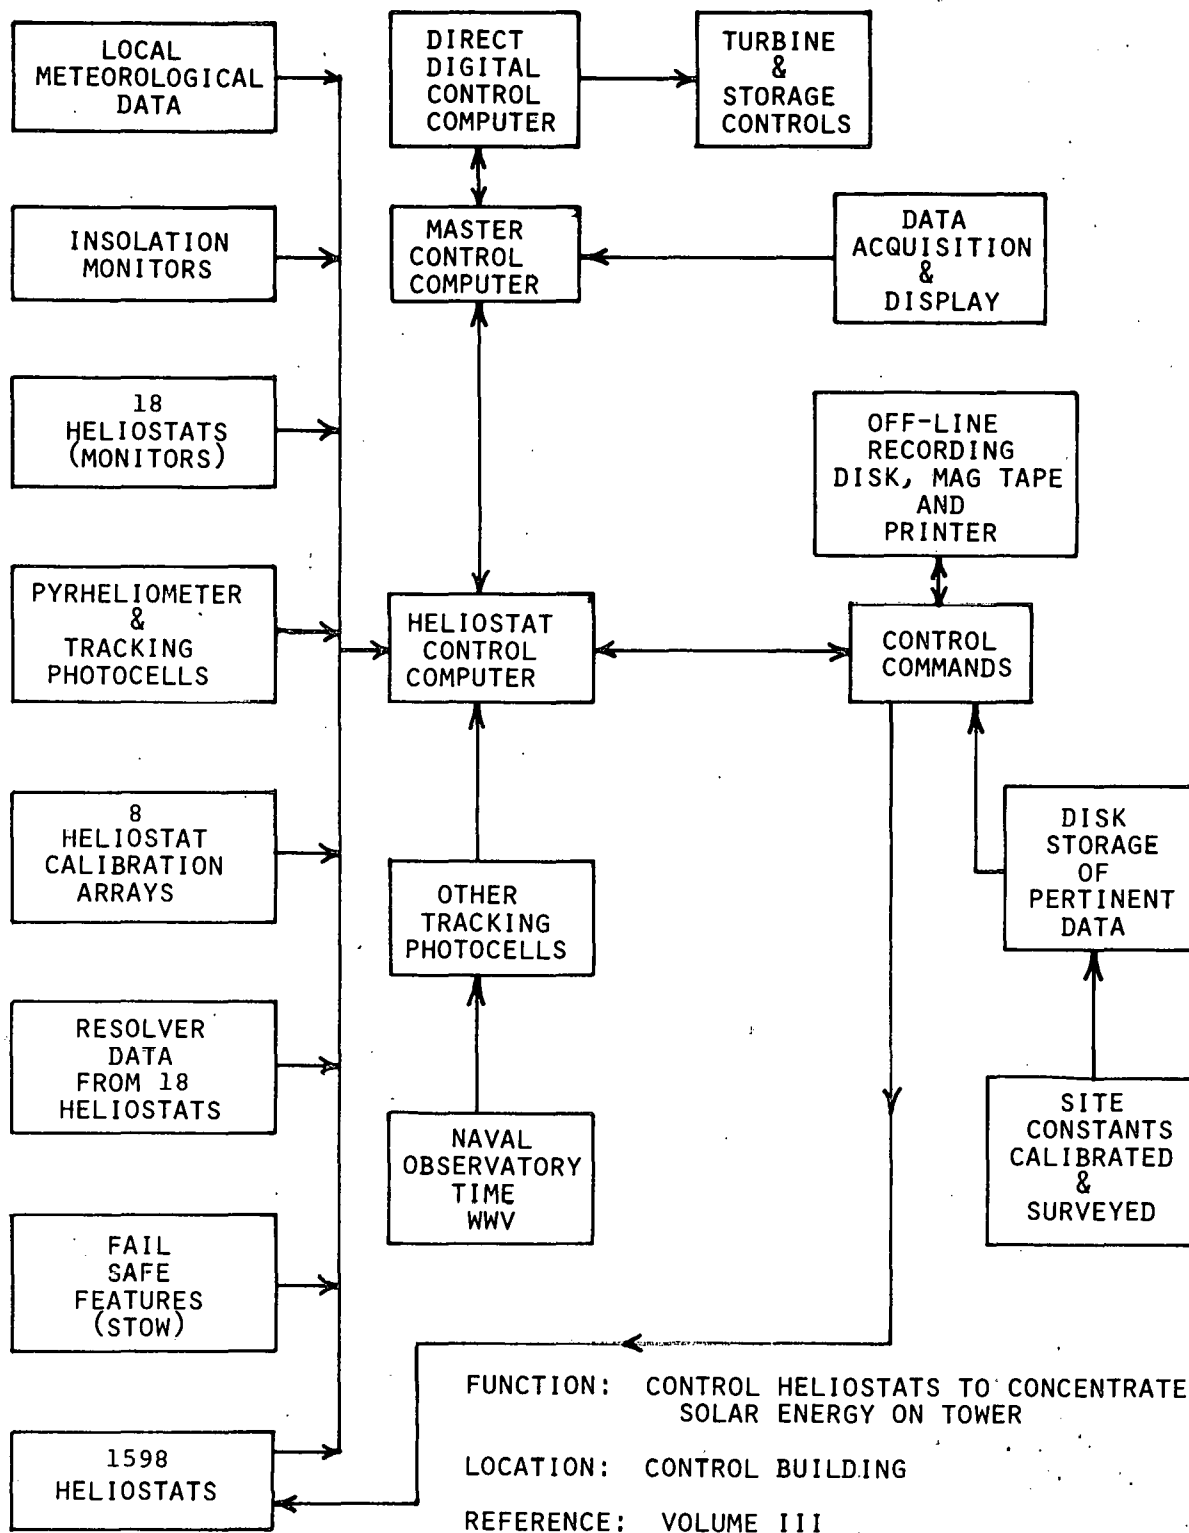 LOCAL
METEOROLOGICAL
DATA
DIRECT
DIGITAL
CONTROL
COMPUTER
TURBINE
&
STORAGE
CONTROLS
INSOLATION
MONITORS
MASTER
CONTROL
COMPUTER
DATA
ACQUISITION
&
DISPLAY
18
HELIOSTATS
(MONITORS)
OFF-LINE
RECORDING
DISK, MAG TAPE
AND
PRINTER
PYRHELIOMETER
&
TRACKING
PHOTOCELLS
HELIOSTAT
CONTROL
COMPUTER
CONTROL
COMMANDS
8
HELIOSTAT
CALIBRATION
ARRAYS
OTHER
TRACKING
PHOTOCELLS
DISK
STORAGE
OF
PERTINENT
DATA
RESOLVER
DATA
FROM 18
HELIOSTATS
NAVAL
OBSERVATORY
TIME
WWV
SITE
CONSTANTS
CALIBRATED
&
SURVEYED
FAIL
SAFE
FEATURES
(STOW)
1598
HELIOSTATS
FUNCTION: CONTROL HELIOSTATS TO CONCENTRATE
SOLAR ENERGY ON TOWER
LOCATION: CONTROL BUILDING
REFERENCE: VOLUME III